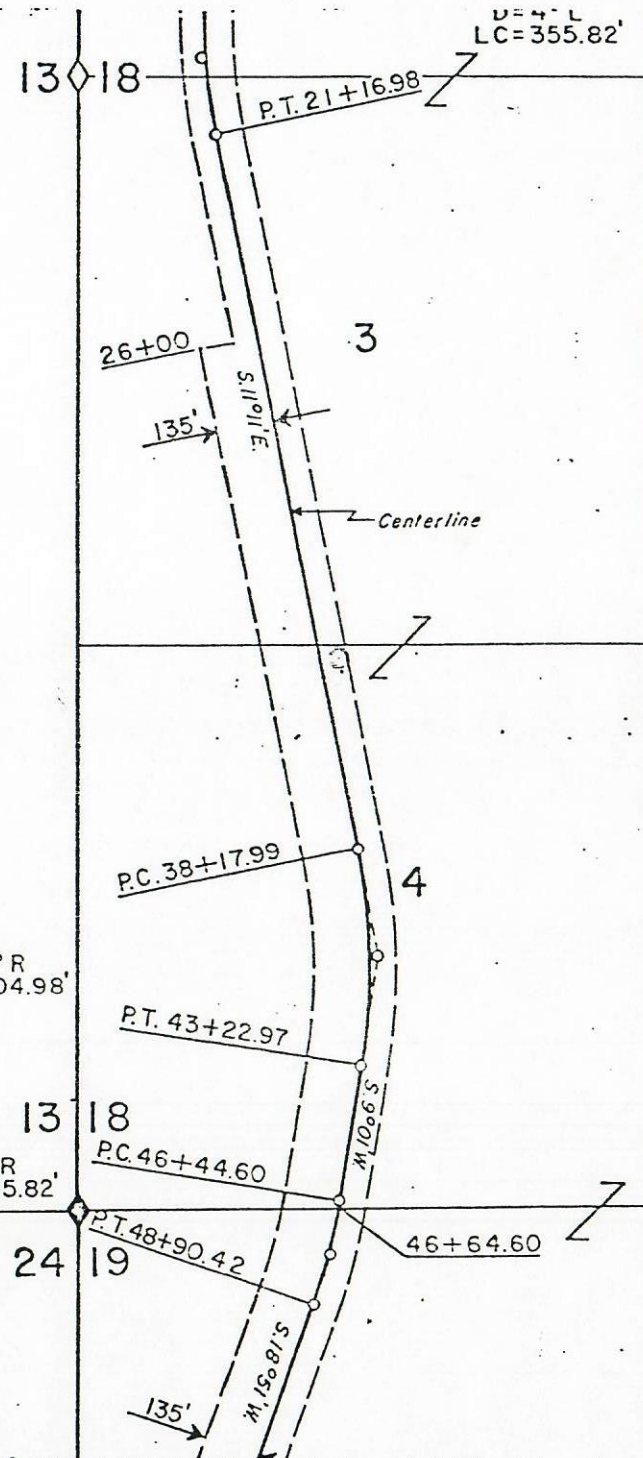 D=4° L
LC=355.82'
13 18
P.T. 21+16.98
3
26+00
S.11°11'E.
135'
Centerline
P.C. 38+17.99
4
R
04.98'
P.T. 43+22.97
S.9°01'W.
13 18
R
5.82'
P.C. 46+44.60
46+64.60
P.T. 48+90.42
24 19
S.18°51'W.
135'